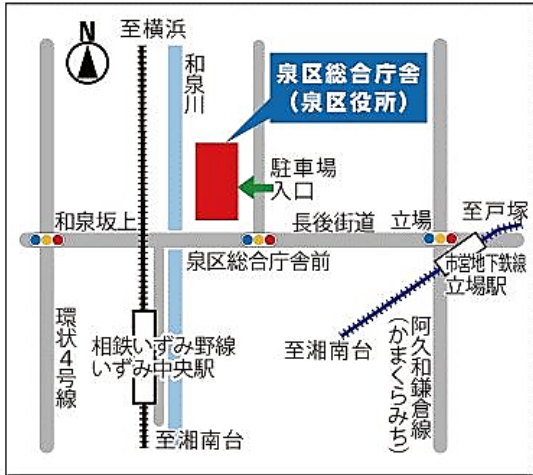 N
至横浜
和泉川
泉区総合庁舎
（泉区役所）
駐車場
入口
和泉坂上
長後街道
立場
至戸塚
泉区総合庁舎前
市営地下鉄線
立場駅
環状4号線
相鉄いずみ野線
いずみ中央駅
至湘南台
阿久和鎌倉線
（かまくらみち）
至湘南台